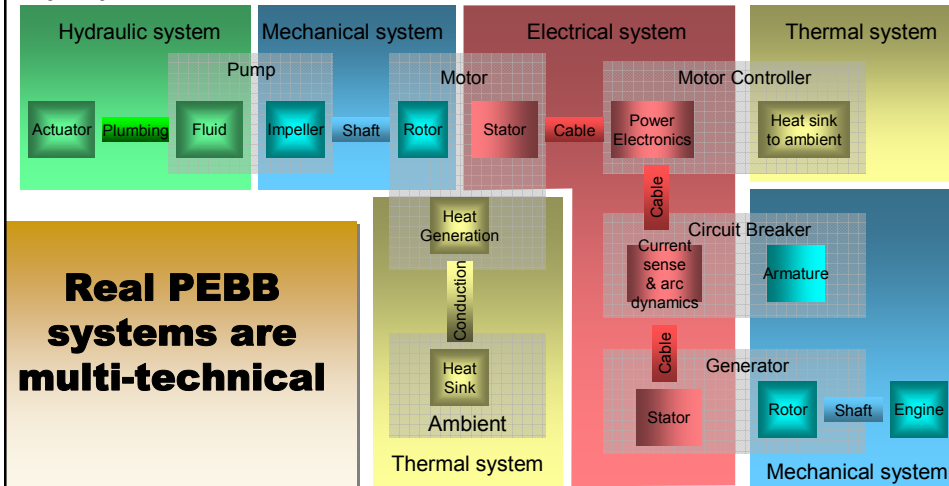 Hydraulic system
Mechanical system
Electrical system
Thermal system
Pump
Motor
Motor Controller
Actuator
Plumbing
Fluid
Impeller
Shaft
Rotor
Stator
Cable
Power
Electronics
Heat sink
to ambient
Cable
Heat
Generation
Circuit Breaker
Current
sense
& arc
dynamics
Armature
Real PEBB
systems are
multi-technical
Conduction
Cable
Heat
Sink
Ambient
Generator
Stator
Rotor
Shaft
Engine
Thermal system
Mechanical system